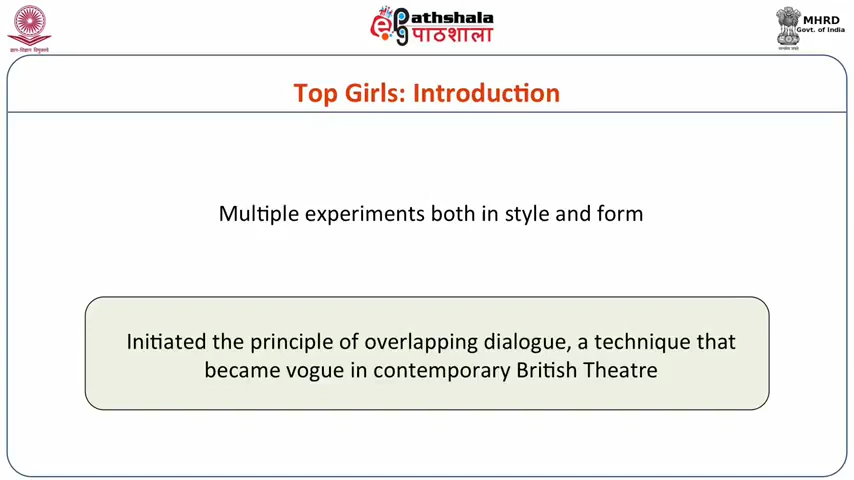 Pathshala
पाठशाला
MHRD
Govt. of India
Top Girls: Introduction
Multiple experiments both in style and form
Initiated the principle of overlapping dialogue, a technique that
became vogue in contemporary British Theatre